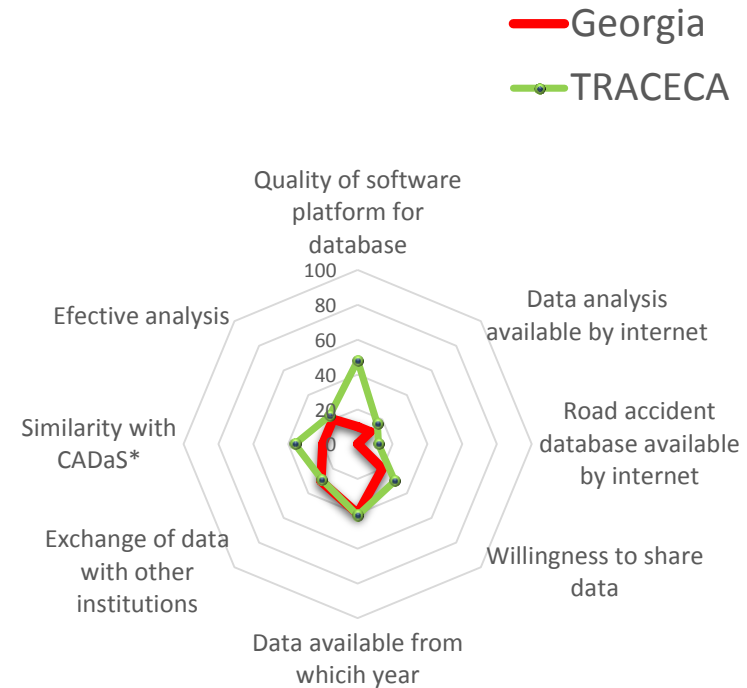 Georgia
TRACECA
Quality of software
platform for
database
100
80
60
40
20
0
Data analysis
available by internet
Road accident
database available
by internet
Willingness to share
data
Data available from
whicih year
Exchange of data
with other
institutions
Similarity with
CADaS*
Efective analysis